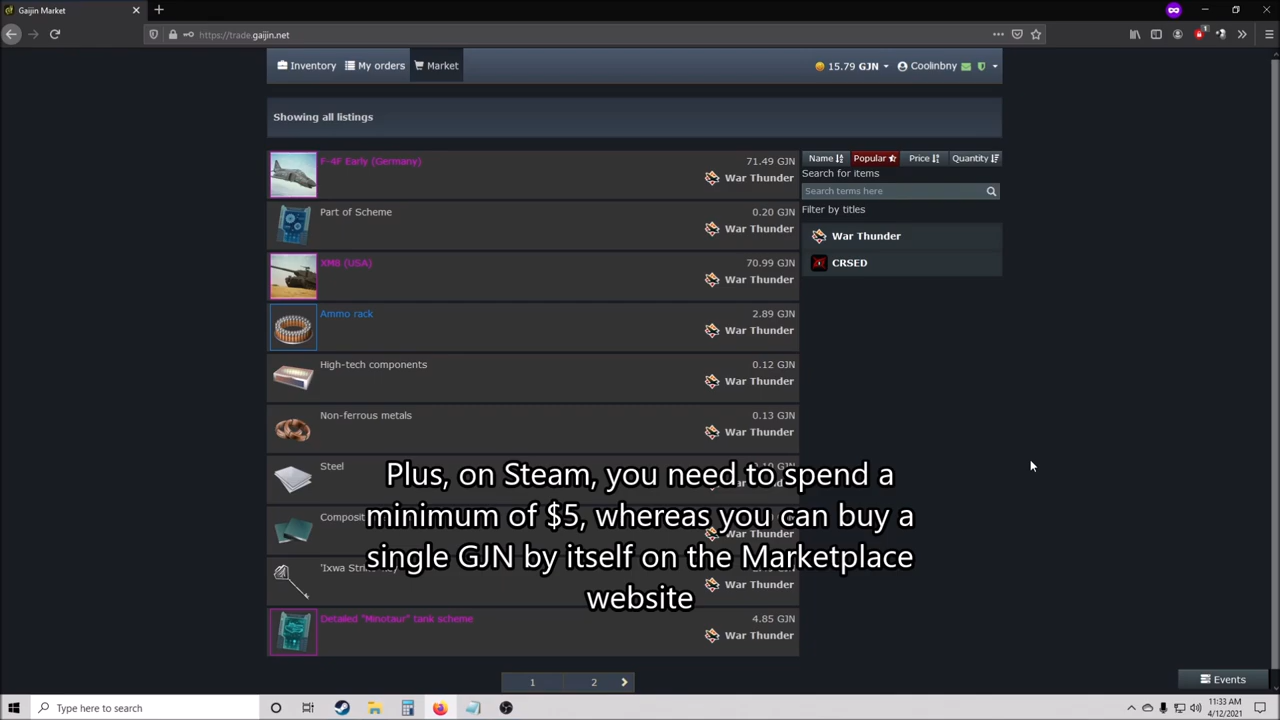 Gaijin Market
https://trade.gaijin.net
1
Inventory
My orders
Market
15.79 GJN
Coolinbny
Showing all listings
F-4F Early (Germany)
71.49 GJN
War Thunder
Part of Scheme
0.20 GJN
War Thunder
XM8 (USA)
70.99 GJN
War Thunder
Ammo rack
2.89 GJN
War Thunder
High-tech components
0.12 GJN
War Thunder
Non-ferrous metals
0.13 GJN
War Thunder
Steel
War Thunder
War Thunder
Detailed "Minotaur" tank scheme
4.85 GJN
War Thunder
Name
Popular
Price
Quantity
Search for items
Search terms here
Filter by titles
War Thunder
CRSED
Plus, on Steam, you need to spend a
minimum of $5, whereas you can buy a
single GJN by itself on the Marketplace
website
1
2
Events
Type here to search
11:33 AM
4/12/2021